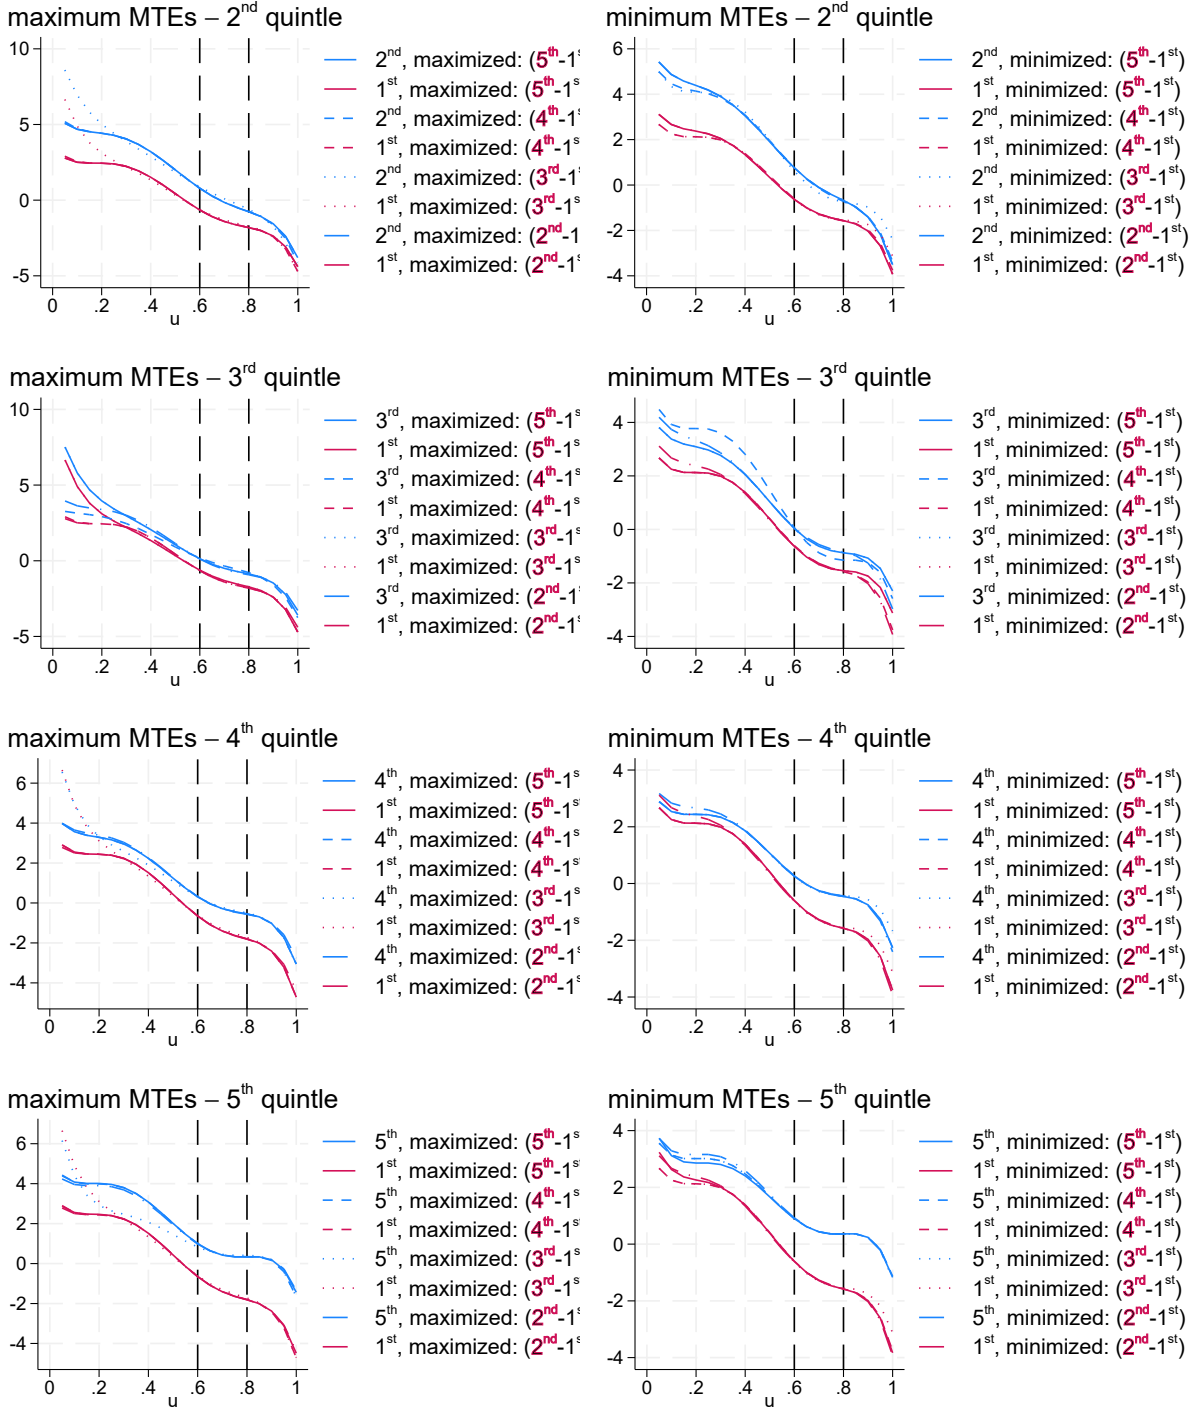 maximum MTEs – 2nd quintle
10
5
0
-5
0 .2 .4 .6 .8 1
u
2nd, maximized: (5th-1s
1st, maximized: (5th-1s
2nd, maximized: (4th-1s
1st, maximized: (4th-1s
2nd, maximized: (3rd-1s
1st, maximized: (3rd-1s
2nd, maximized: (2nd-1
1st, maximized: (2nd-1s
minimum MTEs – 2nd quintle
6
4
2
0
-2
-4
0 .2 .4 .6 .8 1
u
2nd, minimized: (5th-1st)
1st, minimized: (5th-1st)
2nd, minimized: (4th-1st)
1st, minimized: (4th-1st)
2nd, minimized: (3rd-1st)
1st, minimized: (3rd-1st)
2nd, minimized: (2nd-1st)
1st, minimized: (2nd-1st)
maximum MTEs – 3rd quintle
10
5
0
-5
0 .2 .4 .6 .8 1
u
3rd, maximized: (5th-1s
1st, maximized: (5th-1s
3rd, maximized: (4th-1s
1st, maximized: (4th-1s
3rd, maximized: (3rd-1s
1st, maximized: (3rd-1s
3rd, maximized: (2nd-1
1st, maximized: (2nd-1s
minimum MTEs – 3rd quintle
4
2
0
-2
-4
0 .2 .4 .6 .8 1
u
3rd, minimized: (5th-1st)
1st, minimized: (5th-1st)
3rd, minimized: (4th-1st)
1st, minimized: (4th-1st)
3rd, minimized: (3rd-1st)
1st, minimized: (3rd-1st)
3rd, minimized: (2nd-1st)
1st, minimized: (2nd-1st)
maximum MTEs – 4th quintle
6
4
2
0
-2
-4
0 .2 .4 .6 .8 1
u
4th, maximized: (5th-1s
1st, maximized: (5th-1s
4th, maximized: (4th-1s
1st, maximized: (4th-1s
4th, maximized: (3rd-1s
1st, maximized: (3rd-1s
4th, maximized: (2nd-1s
1st, maximized: (2nd-1s
minimum MTEs – 4th quintle
4
2
0
-2
-4
0 .2 .4 .6 .8 1
u
4th, minimized: (5th-1st)
1st, minimized: (5th-1st)
4th, minimized: (4th-1st)
1st, minimized: (4th-1st)
4th, minimized: (3rd-1st)
1st, minimized: (3rd-1st)
4th, minimized: (2nd-1st)
1st, minimized: (2nd-1st)
maximum MTEs – 5th quintle
6
4
2
0
-2
-4
0 .2 .4 .6 .8 1
u
5th, maximized: (5th-1s
1st, maximized: (5th-1s
5th, maximized: (4th-1s
1st, maximized: (4th-1s
5th, maximized: (3rd-1s
1st, maximized: (3rd-1s
5th, maximized: (2nd-1s
1st, maximized: (2nd-1s
minimum MTEs – 5th quintle
4
2
0
-2
-4
0 .2 .4 .6 .8 1
u
5th, minimized: (5th-1st)
1st, minimized: (5th-1st)
5th, minimized: (4th-1st)
1st, minimized: (4th-1st)
5th, minimized: (3rd-1st)
1st, minimized: (3rd-1st)
5th, minimized: (2nd-1st)
1st, minimized: (2nd-1st)